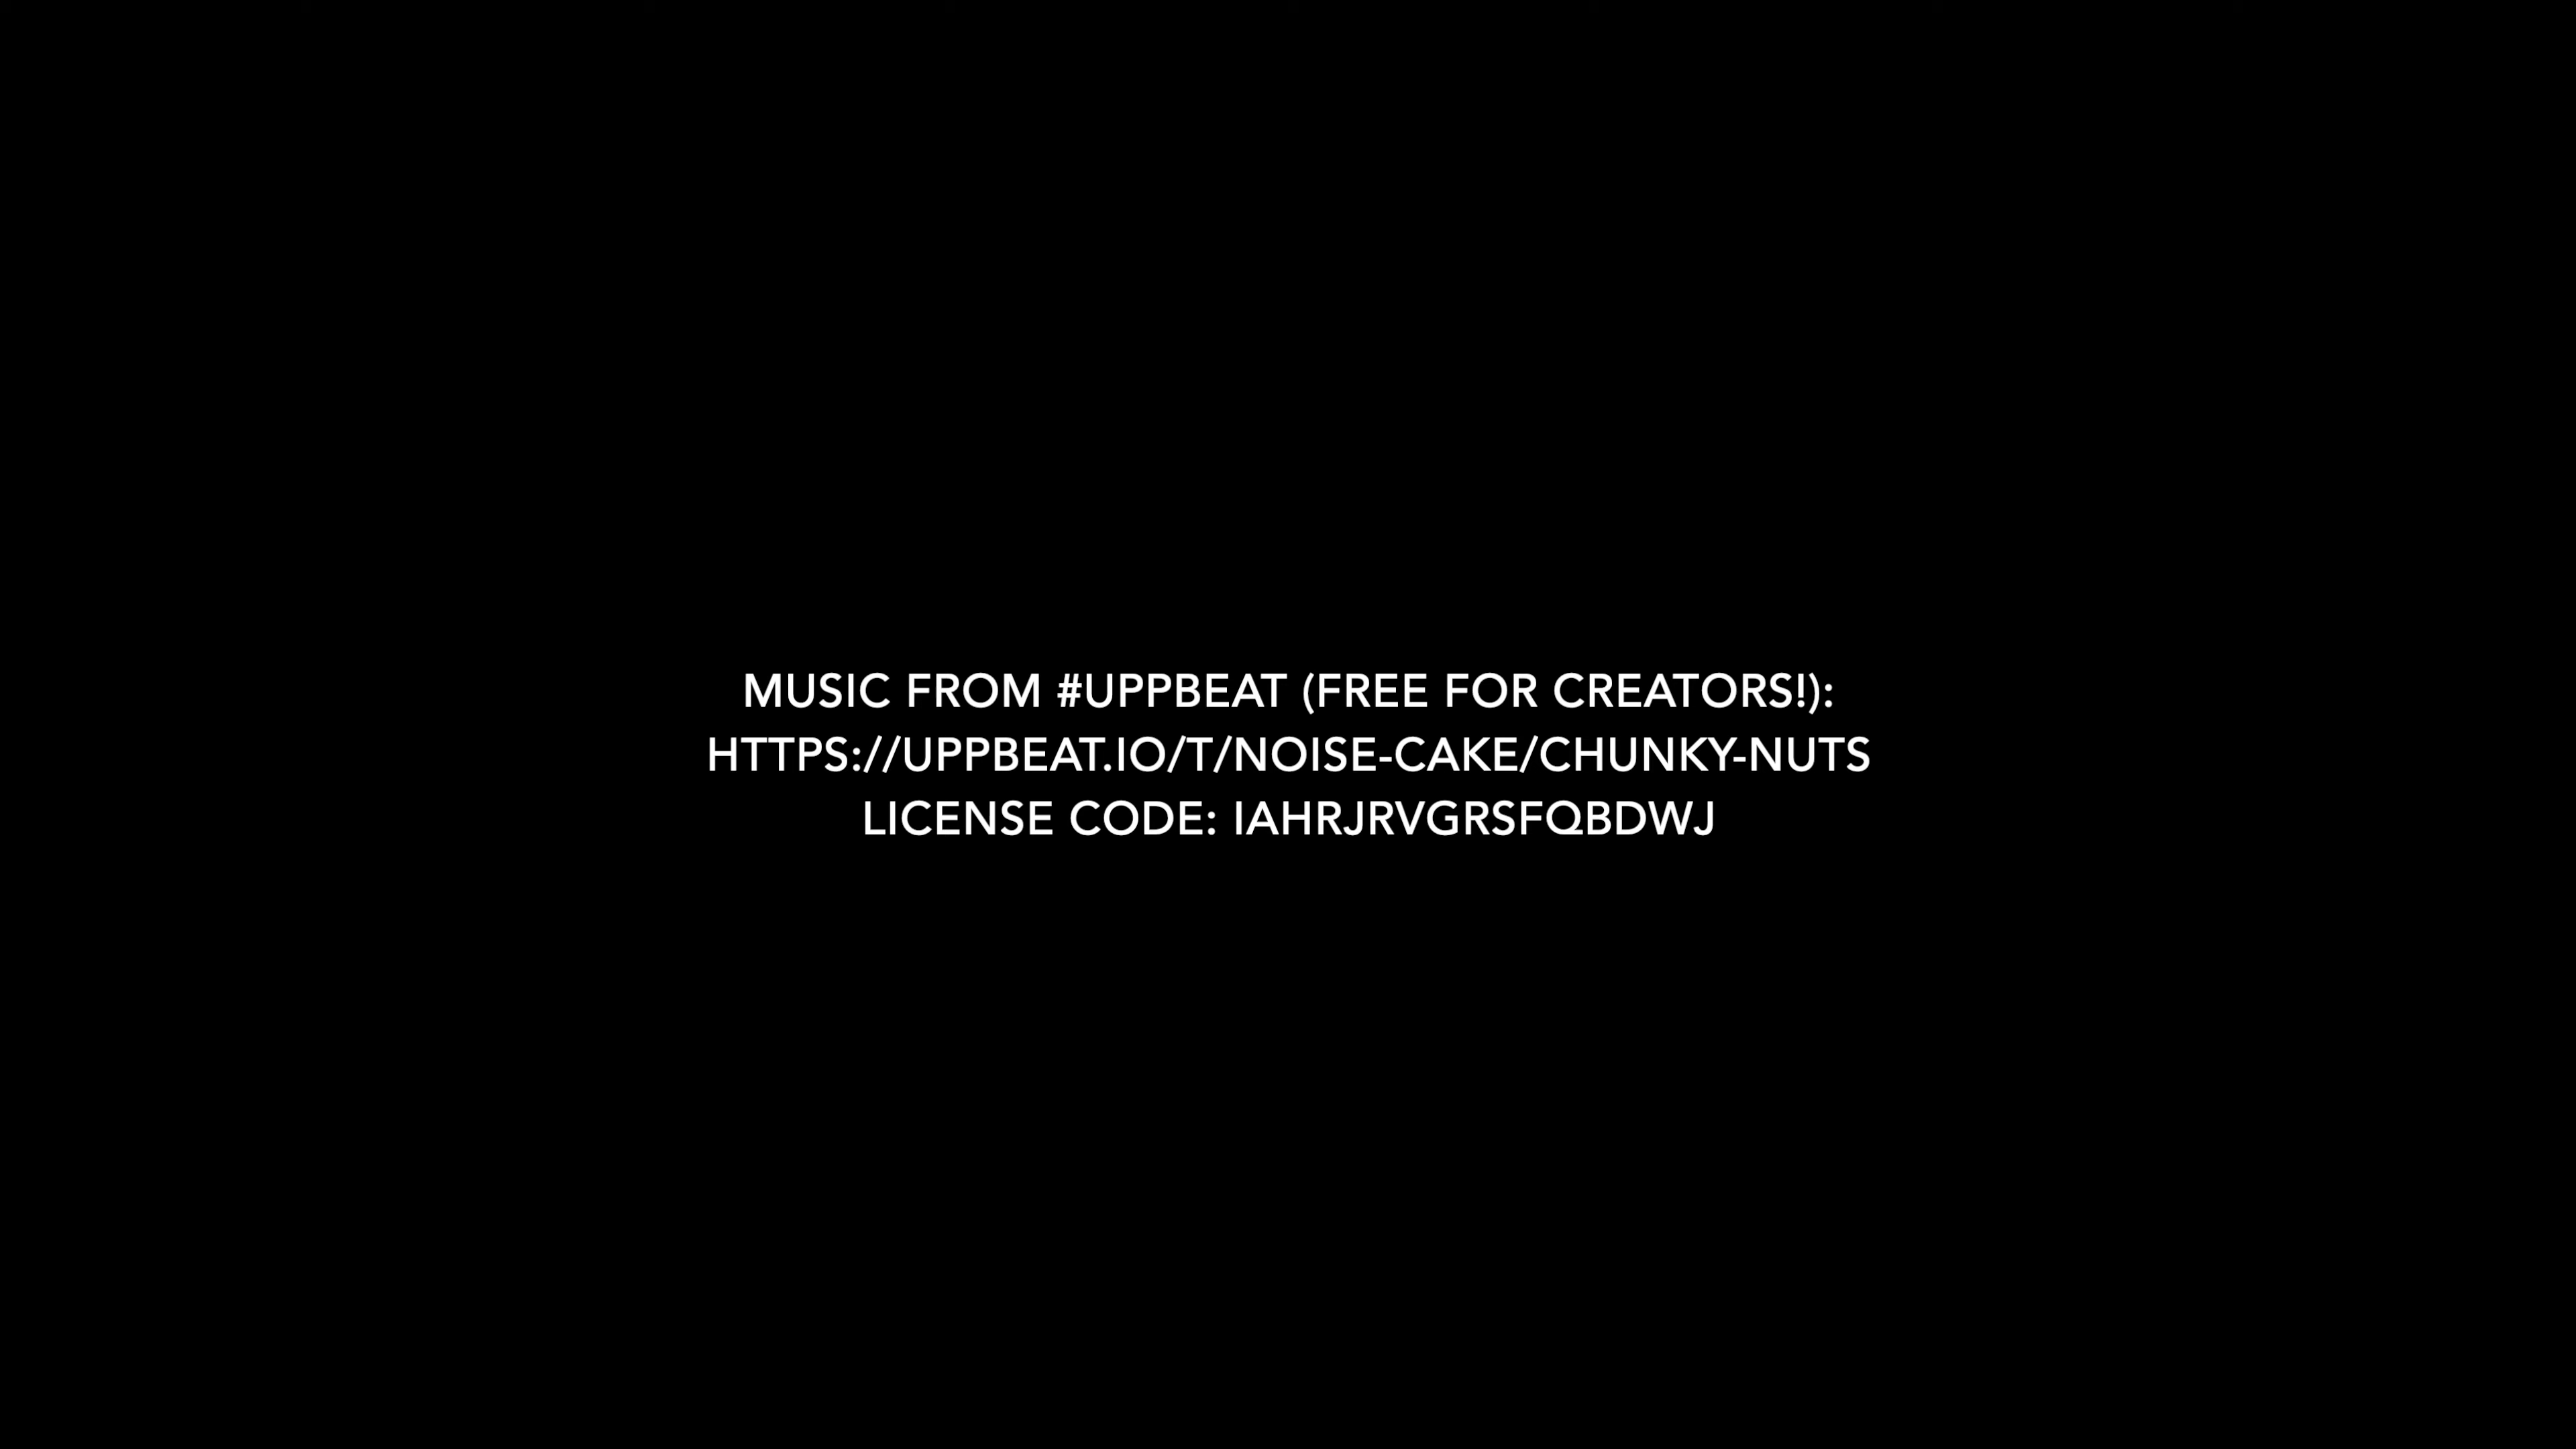 MUSIC FROM #UPPBEAT (FREE FOR CREATORS!):
HTTPS://UPPBEAT.IO/T/NOISE-CAKE/CHUNKY-NUTS
LICENSE CODE: IAHRJRVGRSFQBDWJ